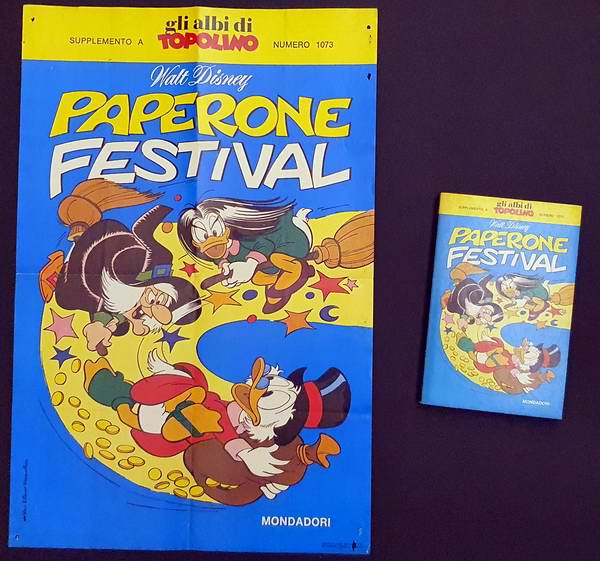 gli albi di
SUPPLEMENTO A TOPOLINO NUMERO 1073
Walt Disney
PAPERONE
FESTIVAL
MONDADORI
gli albi di
SUPPLEMENTO A TOPOLINO NUMERO
Walt Disney
PAPERONE
FESTIVAL
MONDADORI